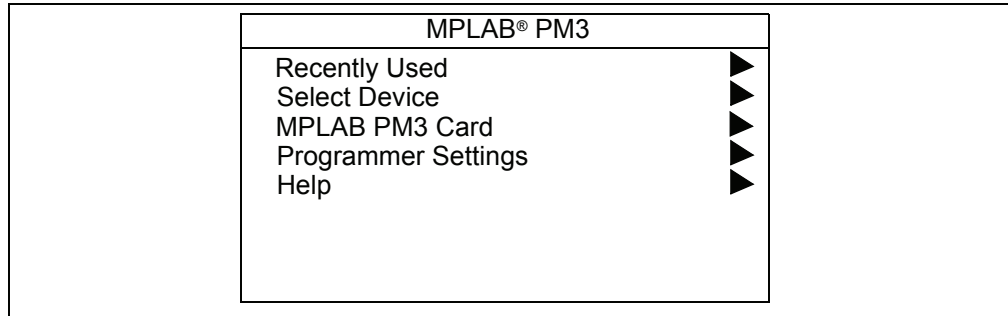 MPLAB® PM3
Recently Used
Select Device
MPLAB PM3 Card
Programmer Settings
Help